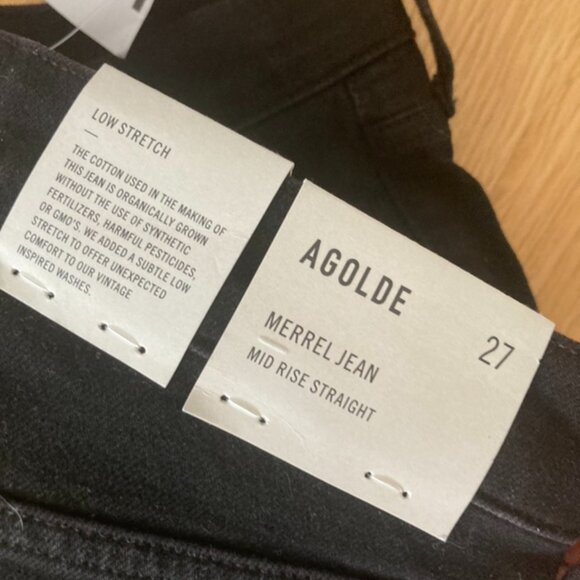 LOW STRETCH
—
THE COTTON USED IN THE MAKING OF
THIS JEAN IS ORGANICALLY GROWN
WITHOUT THE USE OF SYNTHETIC
FERTILIZERS, HARMFUL PESTICIDES,
OR GMO'S. WE ADDED A SUBTLE LOW
STRETCH TO OFFER UNEXPECTED
COMFORT TO OUR VINTAGE
INSPIRED WASHES.
AGOLDE
27
MERREL JEAN
MID RISE STRAIGHT